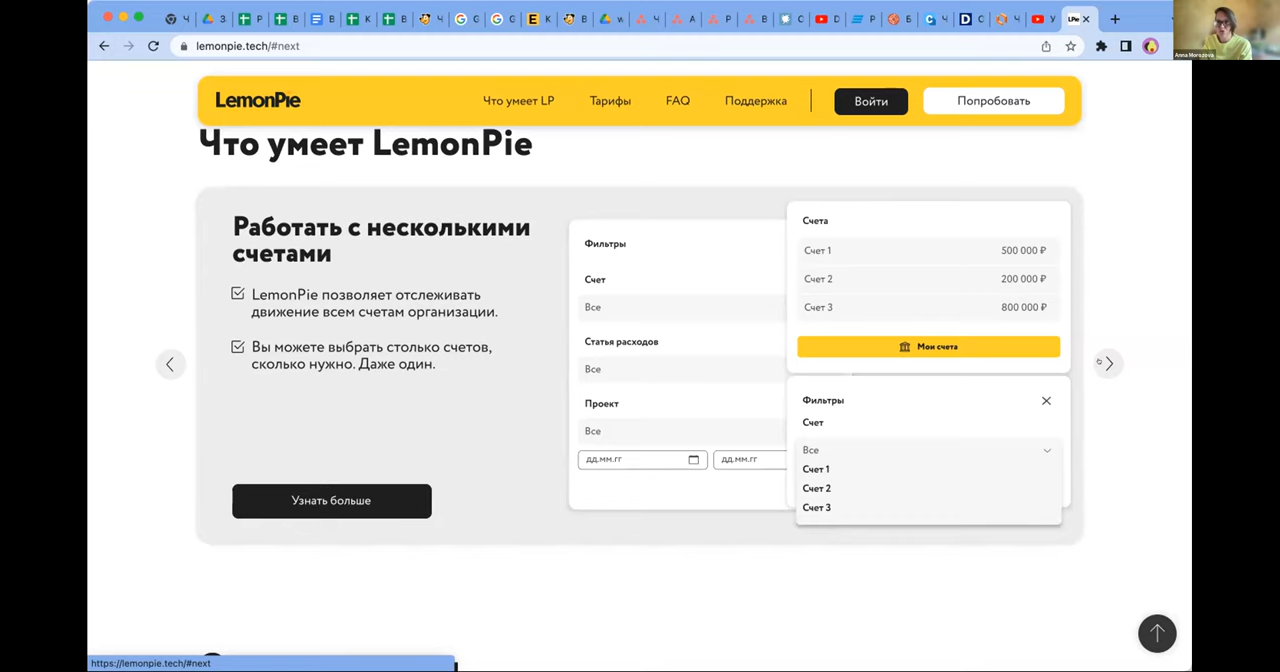 lemonpie.tech/#next
LPie
Anna Morozova
LemonPie
Что умеет LP
Тарифы
FAQ
Поддержка
Войти
Попробовать
Что умеет LemonPie
Работать с несколькими
счетами
LemonPie позволяет отслеживать
движение всем счетам организации.
Вы можете выбрать столько счетов,
сколько нужно. Даже один.
Узнать больше
Фильтры
Счет
Все
Статья расходов
Все
Проект
Все
дд.мм.гг
дд.мм.гг
Счета
Счет 1 500 000 ₽
Счет 2 200 000 ₽
Счет 3 800 000 ₽
Мои счета
Фильтры
Счет
Все
Счет 1
Счет 2
Счет 3
https://lemonpie.tech/#next